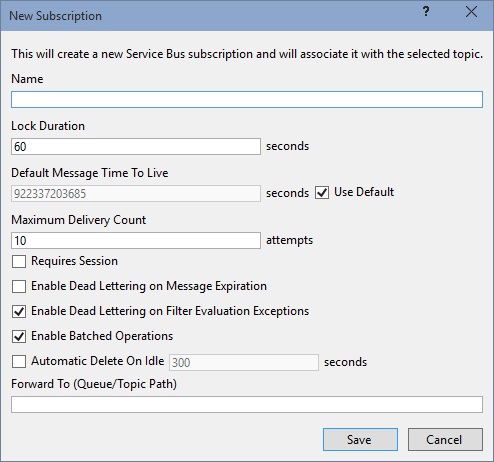 New Subscription
?
This will create a new Service Bus subscription and will associate it with the selected topic.
Name
Lock Duration
60 seconds
Default Message Time To Live
922337203685 seconds Use Default
Maximum Delivery Count
10 attempts
Requires Session
Enable Dead Lettering on Message Expiration
Enable Dead Lettering on Filter Evaluation Exceptions
Enable Batched Operations
Automatic Delete On Idle 300 seconds
Forward To (Queue/Topic Path)
Save Cancel